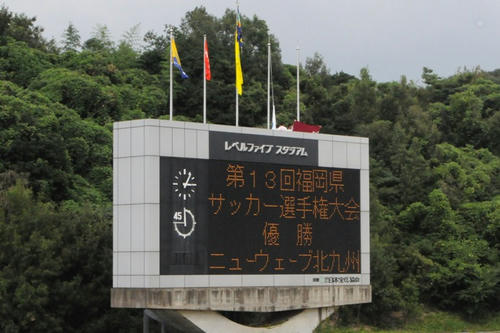 レベルファイブ スタヂアム
第13回福岡県
サッカー選手権大会
優勝
ニューウェーブ北九州
45